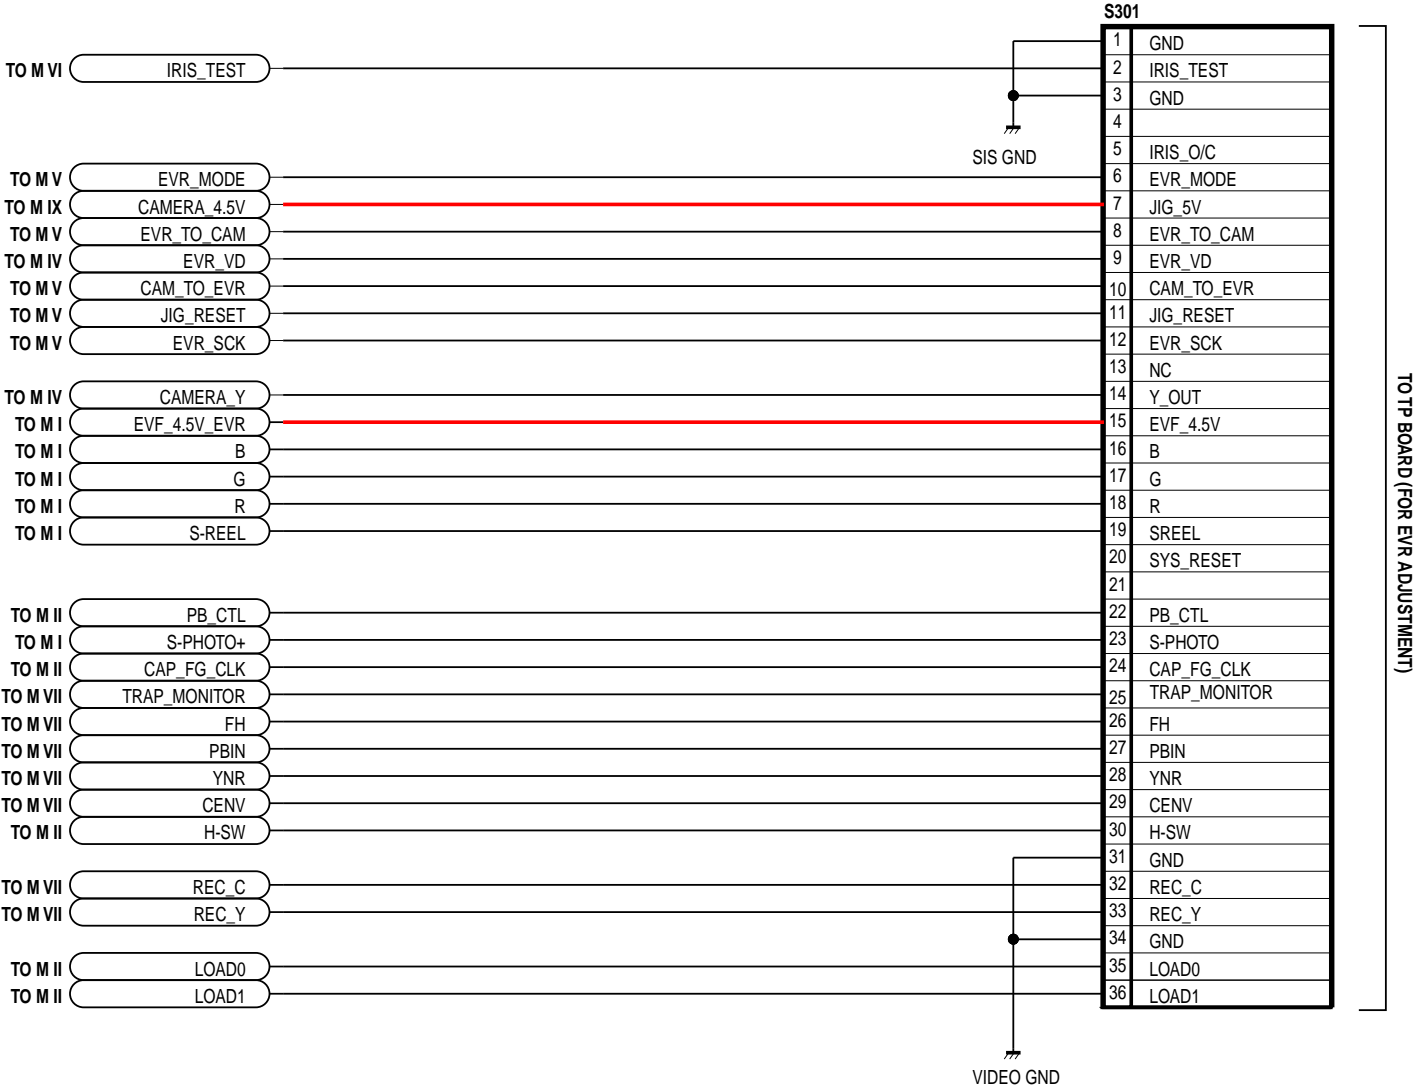 S301
1 GND
TO M VI IRIS_TEST 2 IRIS_TEST
3 GND
4
SIS GND 5 IRIS_O/C
TO M V EVR_MODE 6 EVR_MODE
TO M IX CAMERA_4.5V 7 JIG_5V
TO M V EVR_TO_CAM 8 EVR_TO_CAM
TO M IV EVR_VD 9 EVR_VD
TO M V CAM_TO_EVR 10 CAM_TO_EVR
TO M V JIG_RESET 11 JIG_RESET
TO M V EVR_SCK 12 EVR_SCK
13 NC
TO M IV CAMERA_Y 14 Y_OUT
TO M I EVF_4.5V_EVR 15 EVF_4.5V
TO M I B 16 B
TO M I G 17 G
TO M I R 18 R
TO M I S-REEL 19 SREEL
20 SYS_RESET
21
TO M II PB_CTL 22 PB_CTL
TO M I S-PHOTO+ 23 S-PHOTO
TO M II CAP_FG_CLK 24 CAP_FG_CLK
TO M VII TRAP_MONITOR 25 TRAP_MONITOR
TO M VII FH 26 FH
TO M VII PBIN 27 PBIN
TO M VII YNR 28 YNR
TO M VII CENV 29 CENV
TO M II H-SW 30 H-SW
31 GND
TO M VII REC_C 32 REC_C
TO M VII REC_Y 33 REC_Y
34 GND
TO M II LOAD0 35 LOAD0
TO M II LOAD1 36 LOAD1
VIDEO GND
TO TP BOARD (FOR EVR ADJUSTMENT)